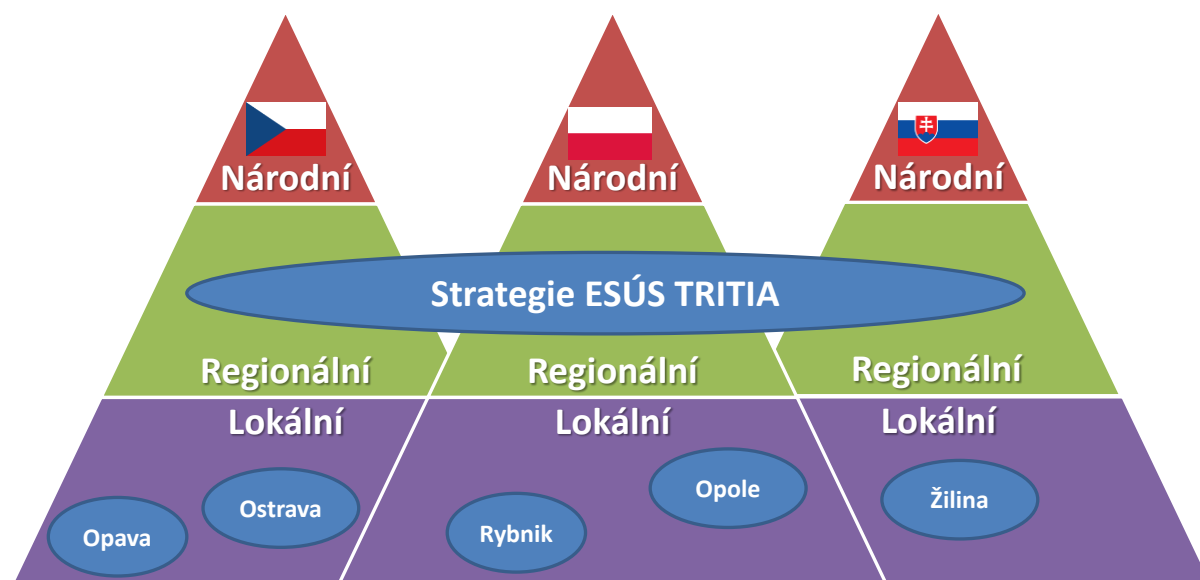 Národní
Národní
Národní
Strategie ESÚS TRITIA
Regionální
Regionální
Regionální
Lokální
Lokální
Lokální
Opava
Ostrava
Rybnik
Opole
Žilina